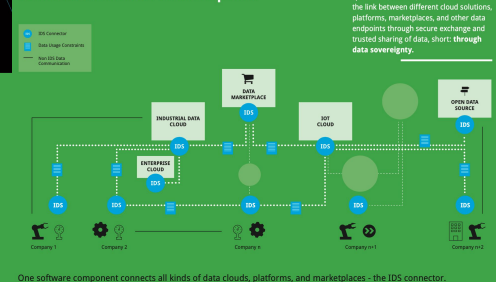 the link between different cloud solutions,
platforms, marketplaces, and other data
endpoints through secure exchange and
trusted sharing of data, short: through
data sovereignty.
IDS Connector
Data Usage Constraints
Non IDS Data
Communication
DATA
MARKETPLACE
IDS
OPEN DATA
SOURCE
IDS
INDUSTRIAL DATA
CLOUD
IDS
IOT
CLOUD
IDS
ENTERPRISE
CLOUD
IDS
IDS
IDS
IDS
IDS
IDS
Company 1
Company 2
Company n
Company n+1
Company n+2
One software component connects all kinds of data clouds, platforms, and marketplaces - the IDS connector.